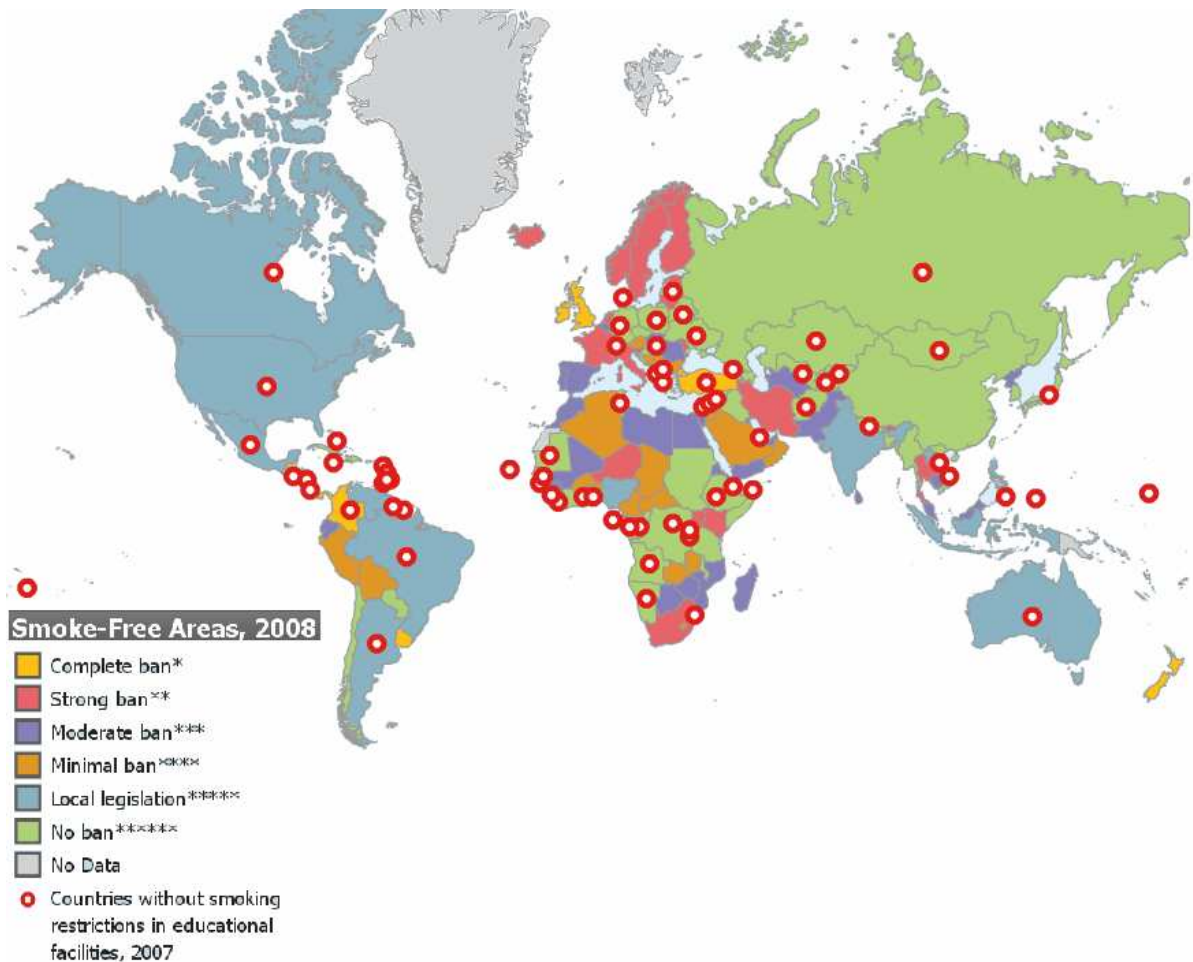 Smoke-Free Areas, 2008
Complete ban*
Strong ban**
Moderate ban***
Minimal ban****
Local legislation*****
No ban******
No Data
Countries without smoking
restrictions in educational
facilities, 2007